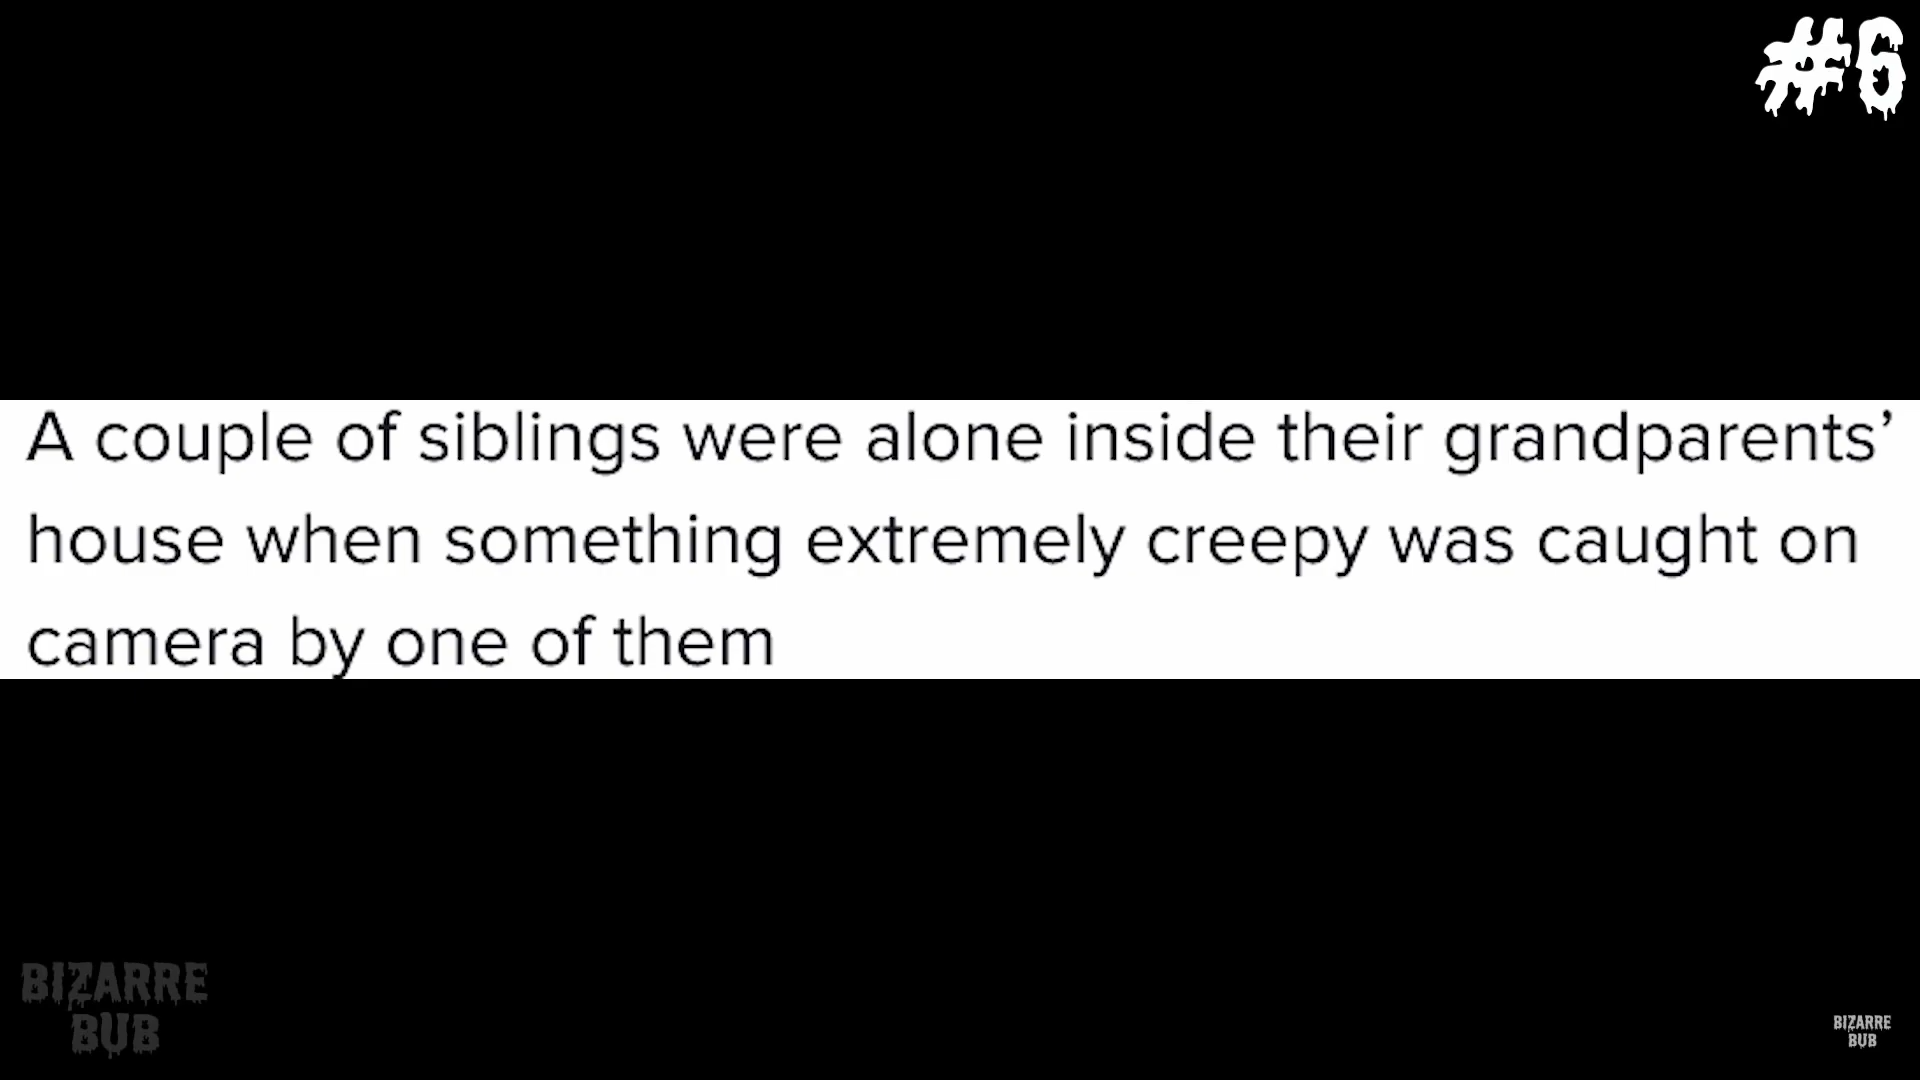 #6
A couple of siblings were alone inside their grandparents’
house when something extremely creepy was caught on
camera by one of them
BIZARRE
BUB
BIZARRE
BUB